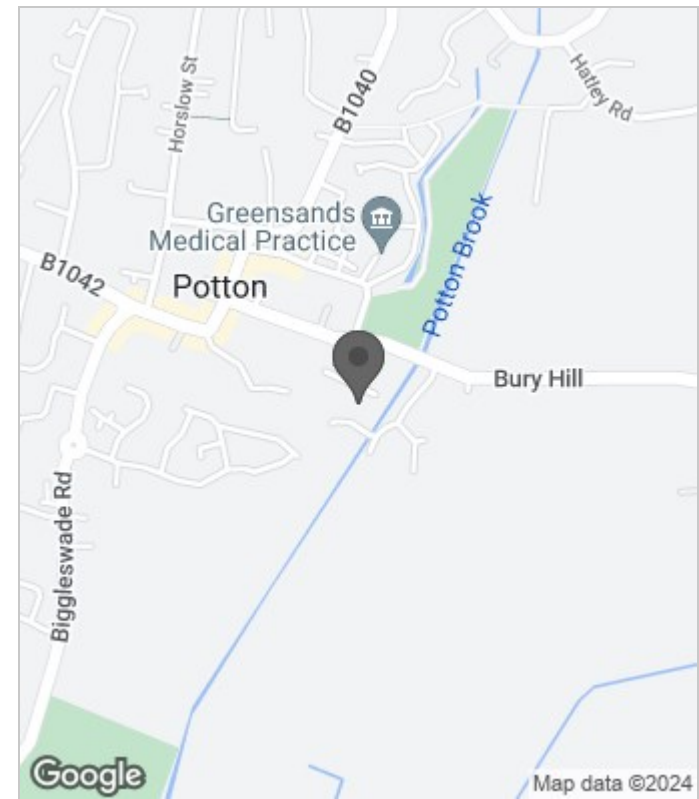 Horslow St
B1040
Hatley Rd
Greensands
Medical Practice
Potton Brook
B1042
Potton
Bury Hill
Biggleswade Rd
Google
Map data ©2024